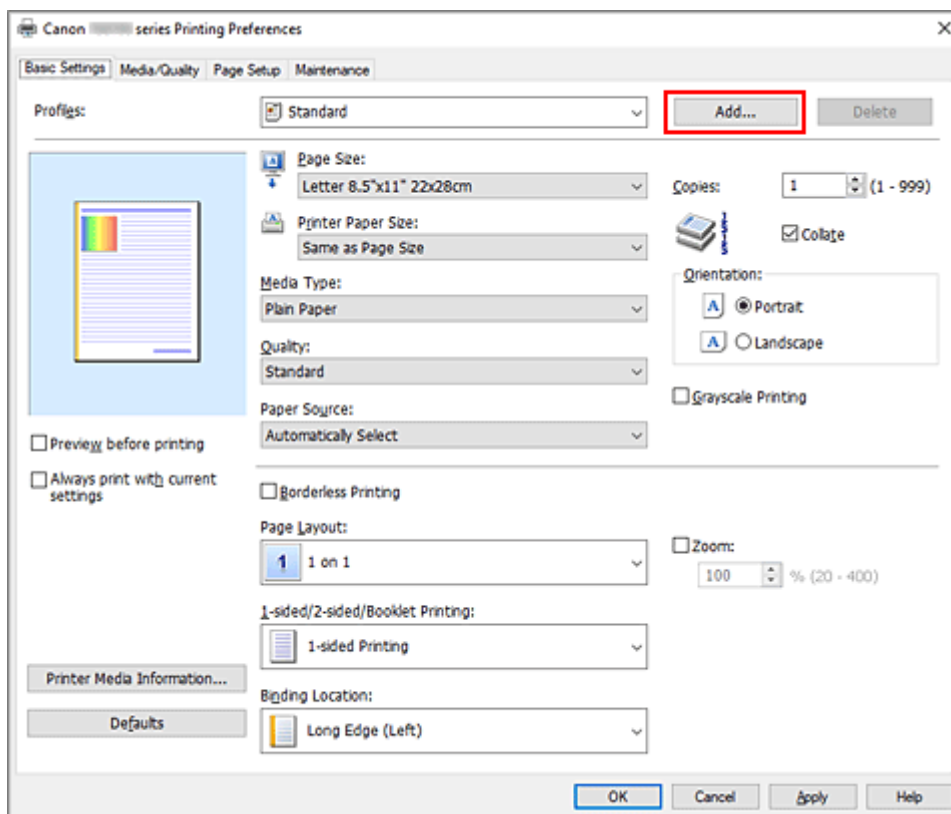 Canon series Printing Preferences
Basic Settings Media/Quality Page Setup Maintenance
Profiles: Standard Add... Delete
Page Size:
Letter 8.5"x11" 22x28cm
Copies: 1 (1 - 999)
Printer Paper Size:
Same as Page Size
Collate
Media Type:
Plain Paper
Orientation:
Portrait
Landscape
Quality:
Standard
Grayscale Printing
Paper Source:
Automatically Select
Preview before printing
Always print with current
settings
Borderless Printing
Page Layout:
1 1 on 1
Zoom:
100 % (20 - 400)
1-sided/2-sided/Booklet Printing:
1-sided Printing
Printer Media Information...
Defaults
Binding Location:
Long Edge (Left)
OK Cancel Apply Help